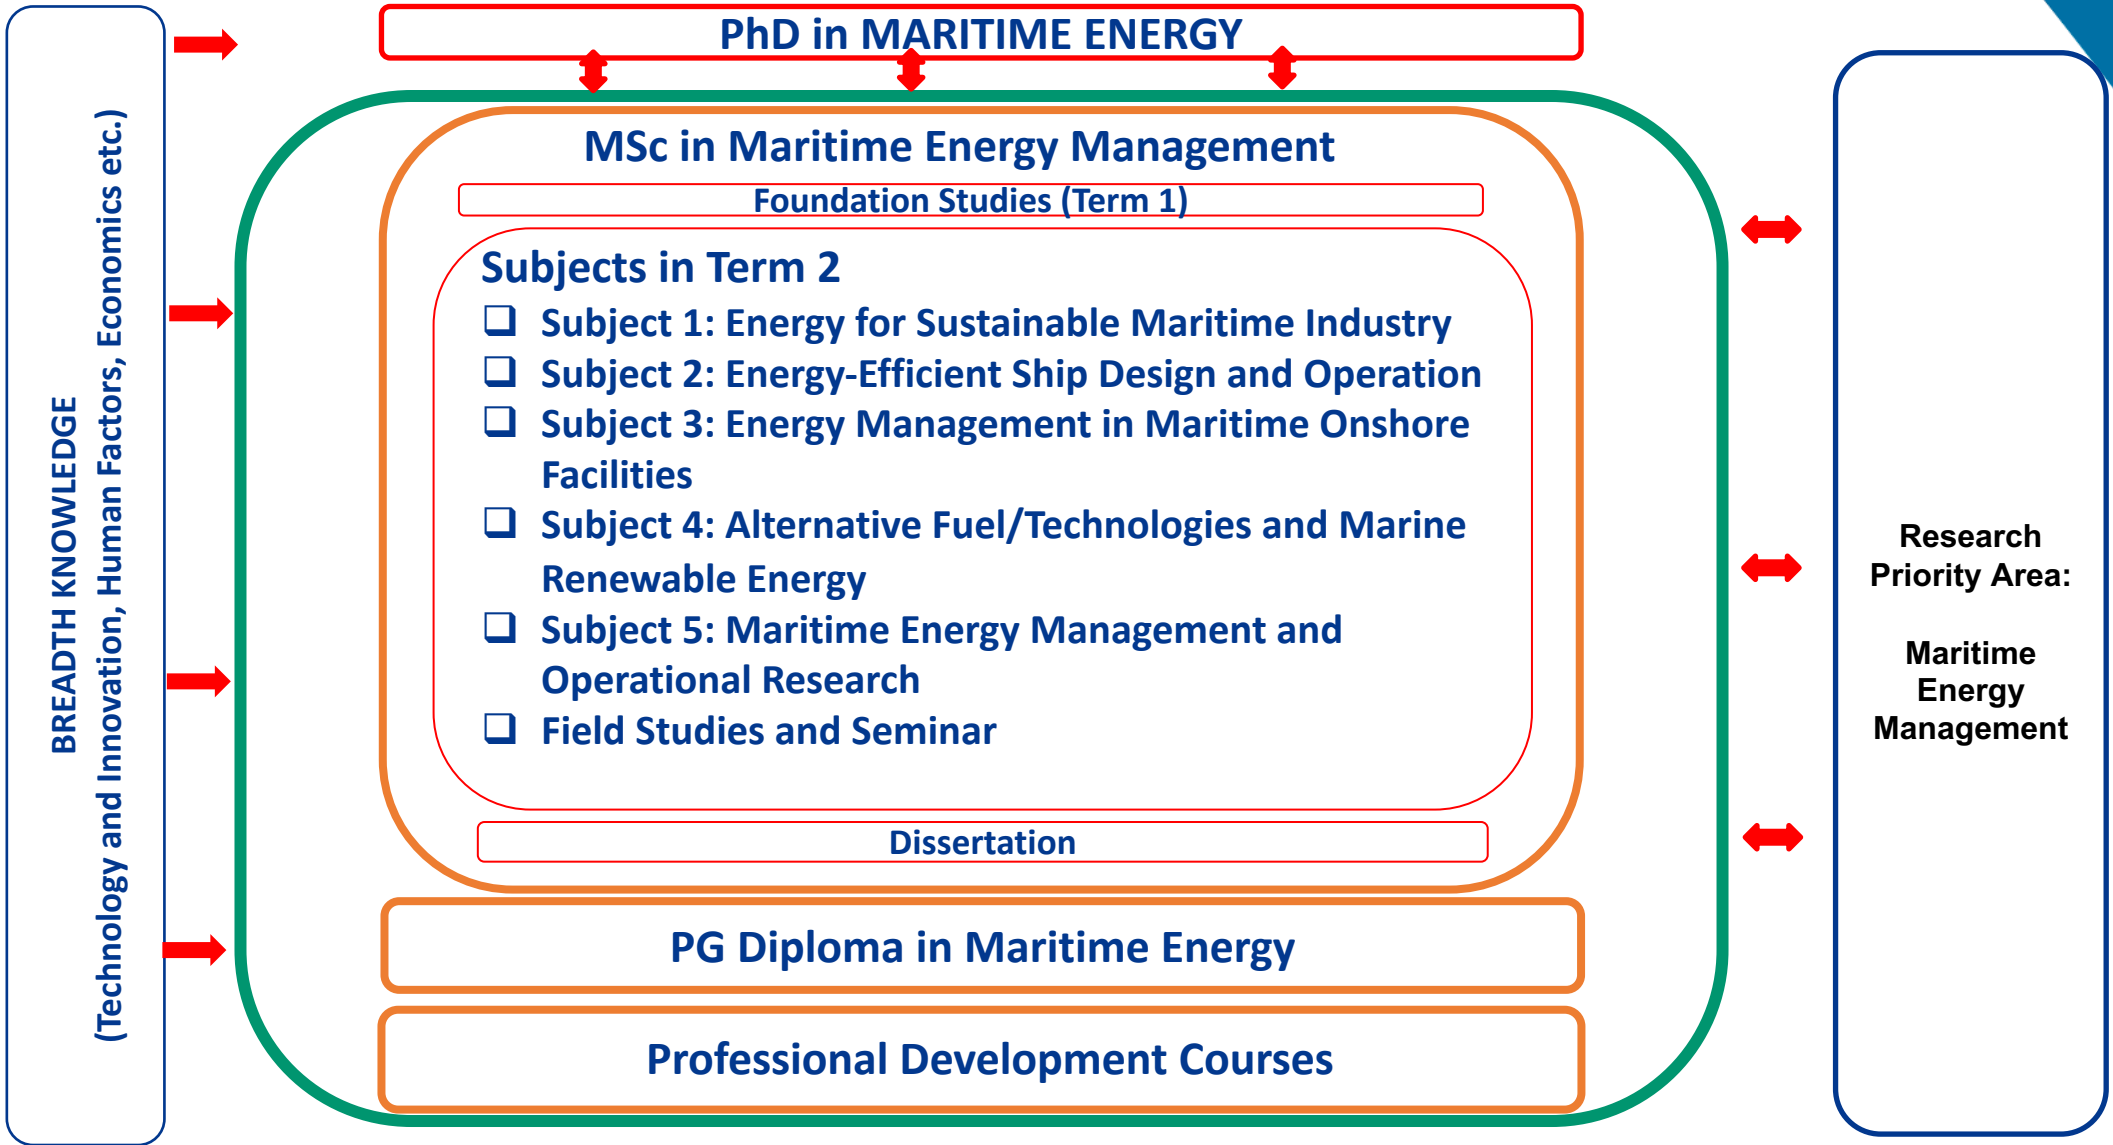 BREADTH KNOWLEDGE
(Technology and Innovation, Human Factors, Economics etc.)
PhD in MARITIME ENERGY
MSc in Maritime Energy Management
Foundation Studies (Term 1)
Subjects in Term 2
❑ Subject 1: Energy for Sustainable Maritime Industry
❑ Subject 2: Energy-Efficient Ship Design and Operation
❑ Subject 3: Energy Management in Maritime Onshore
Facilities
❑ Subject 4: Alternative Fuel/Technologies and Marine
Renewable Energy
❑ Subject 5: Maritime Energy Management and
Operational Research
❑ Field Studies and Seminar
Dissertation
PG Diploma in Maritime Energy
Professional Development Courses
Research
Priority Area:
Maritime
Energy
Management